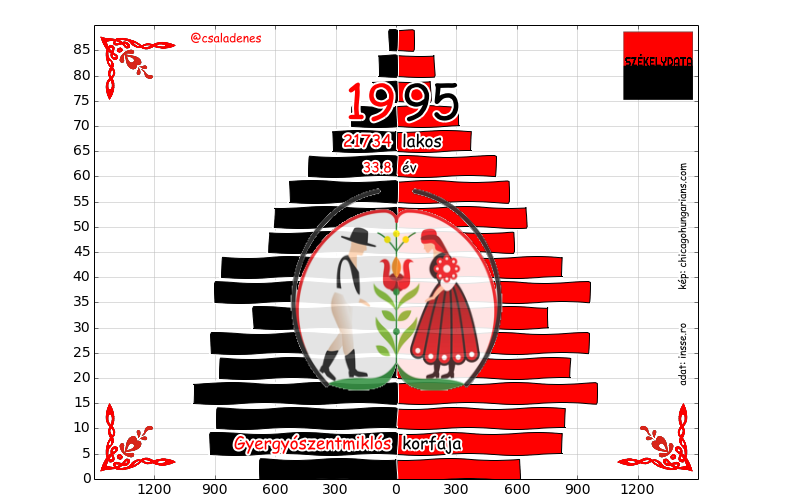 @csaladenes
SZÉKELYDATA
1995
21734 lakos
33.8 év
kép: chicagohungarians.com
adat: insse.ro
Gyergyószentmiklós korfája
85
80
75
70
65
60
55
50
45
40
35
30
25
20
15
10
5
0
1200 900 600 300 0 300 600 900 1200